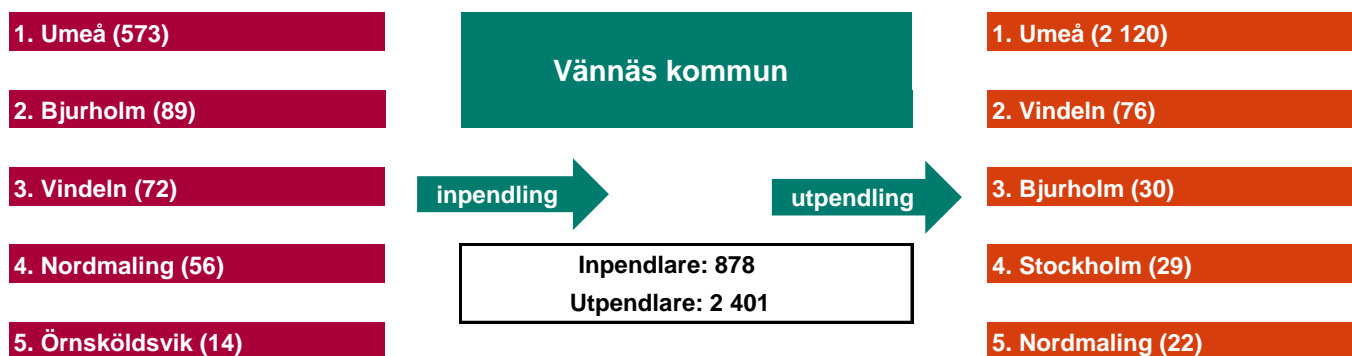 1. Umeå (573)
2. Bjurholm (89)
3. Vindeln (72)
4. Nordmaling (56)
5. Örnsköldsvik (14)
Vännäs kommun
inpendling
utpendling
Inpendlare: 878
Utpendlare: 2 401
1. Umeå (2 120)
2. Vindeln (76)
3. Bjurholm (30)
4. Stockholm (29)
5. Nordmaling (22)